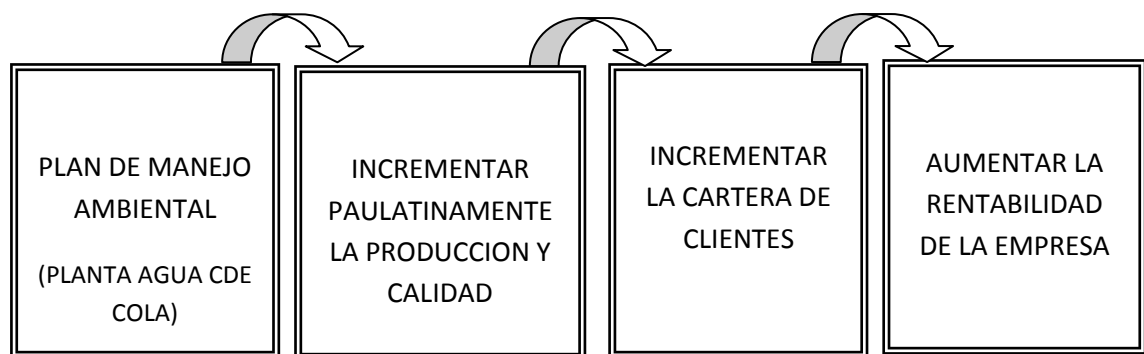 PLAN DE MANEJO
AMBIENTAL
(PLANTA AGUA CDE
COLA)
INCREMENTAR
PAULATINAMENTE
LA PRODUCCION Y
CALIDAD
INCREMENTAR
LA CARTERA DE
CLIENTES
AUMENTAR LA
RENTABILIDAD
DE LA EMPRESA